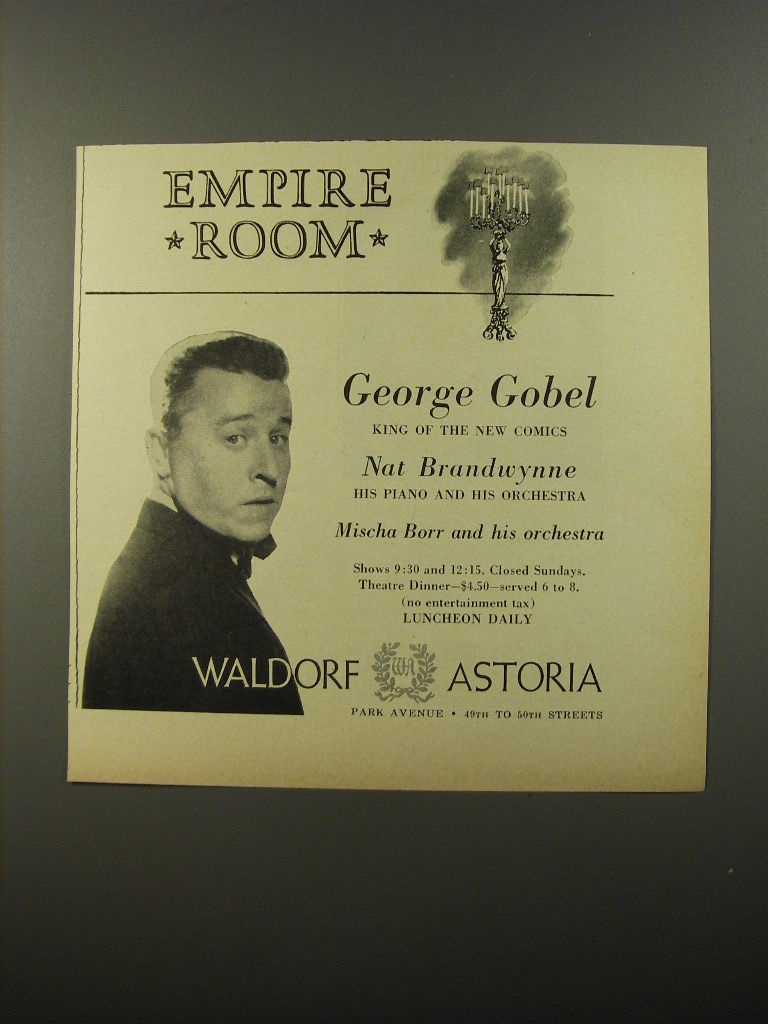 EMPIRE
ROOM
George Gobel
KING OF THE NEW COMICS
Nat Brandwynne
HIS PIANO AND HIS ORCHESTRA
Mischa Borr and his orchestra
Shows 9:30 and 12:15. Closed Sundays.
Theatre Dinner—$4.50—served 6 to 8.
(no entertainment tax)
LUNCHEON DAILY
WALDORF WA ASTORIA
PARK AVENUE • 49TH TO 50TH STREETS